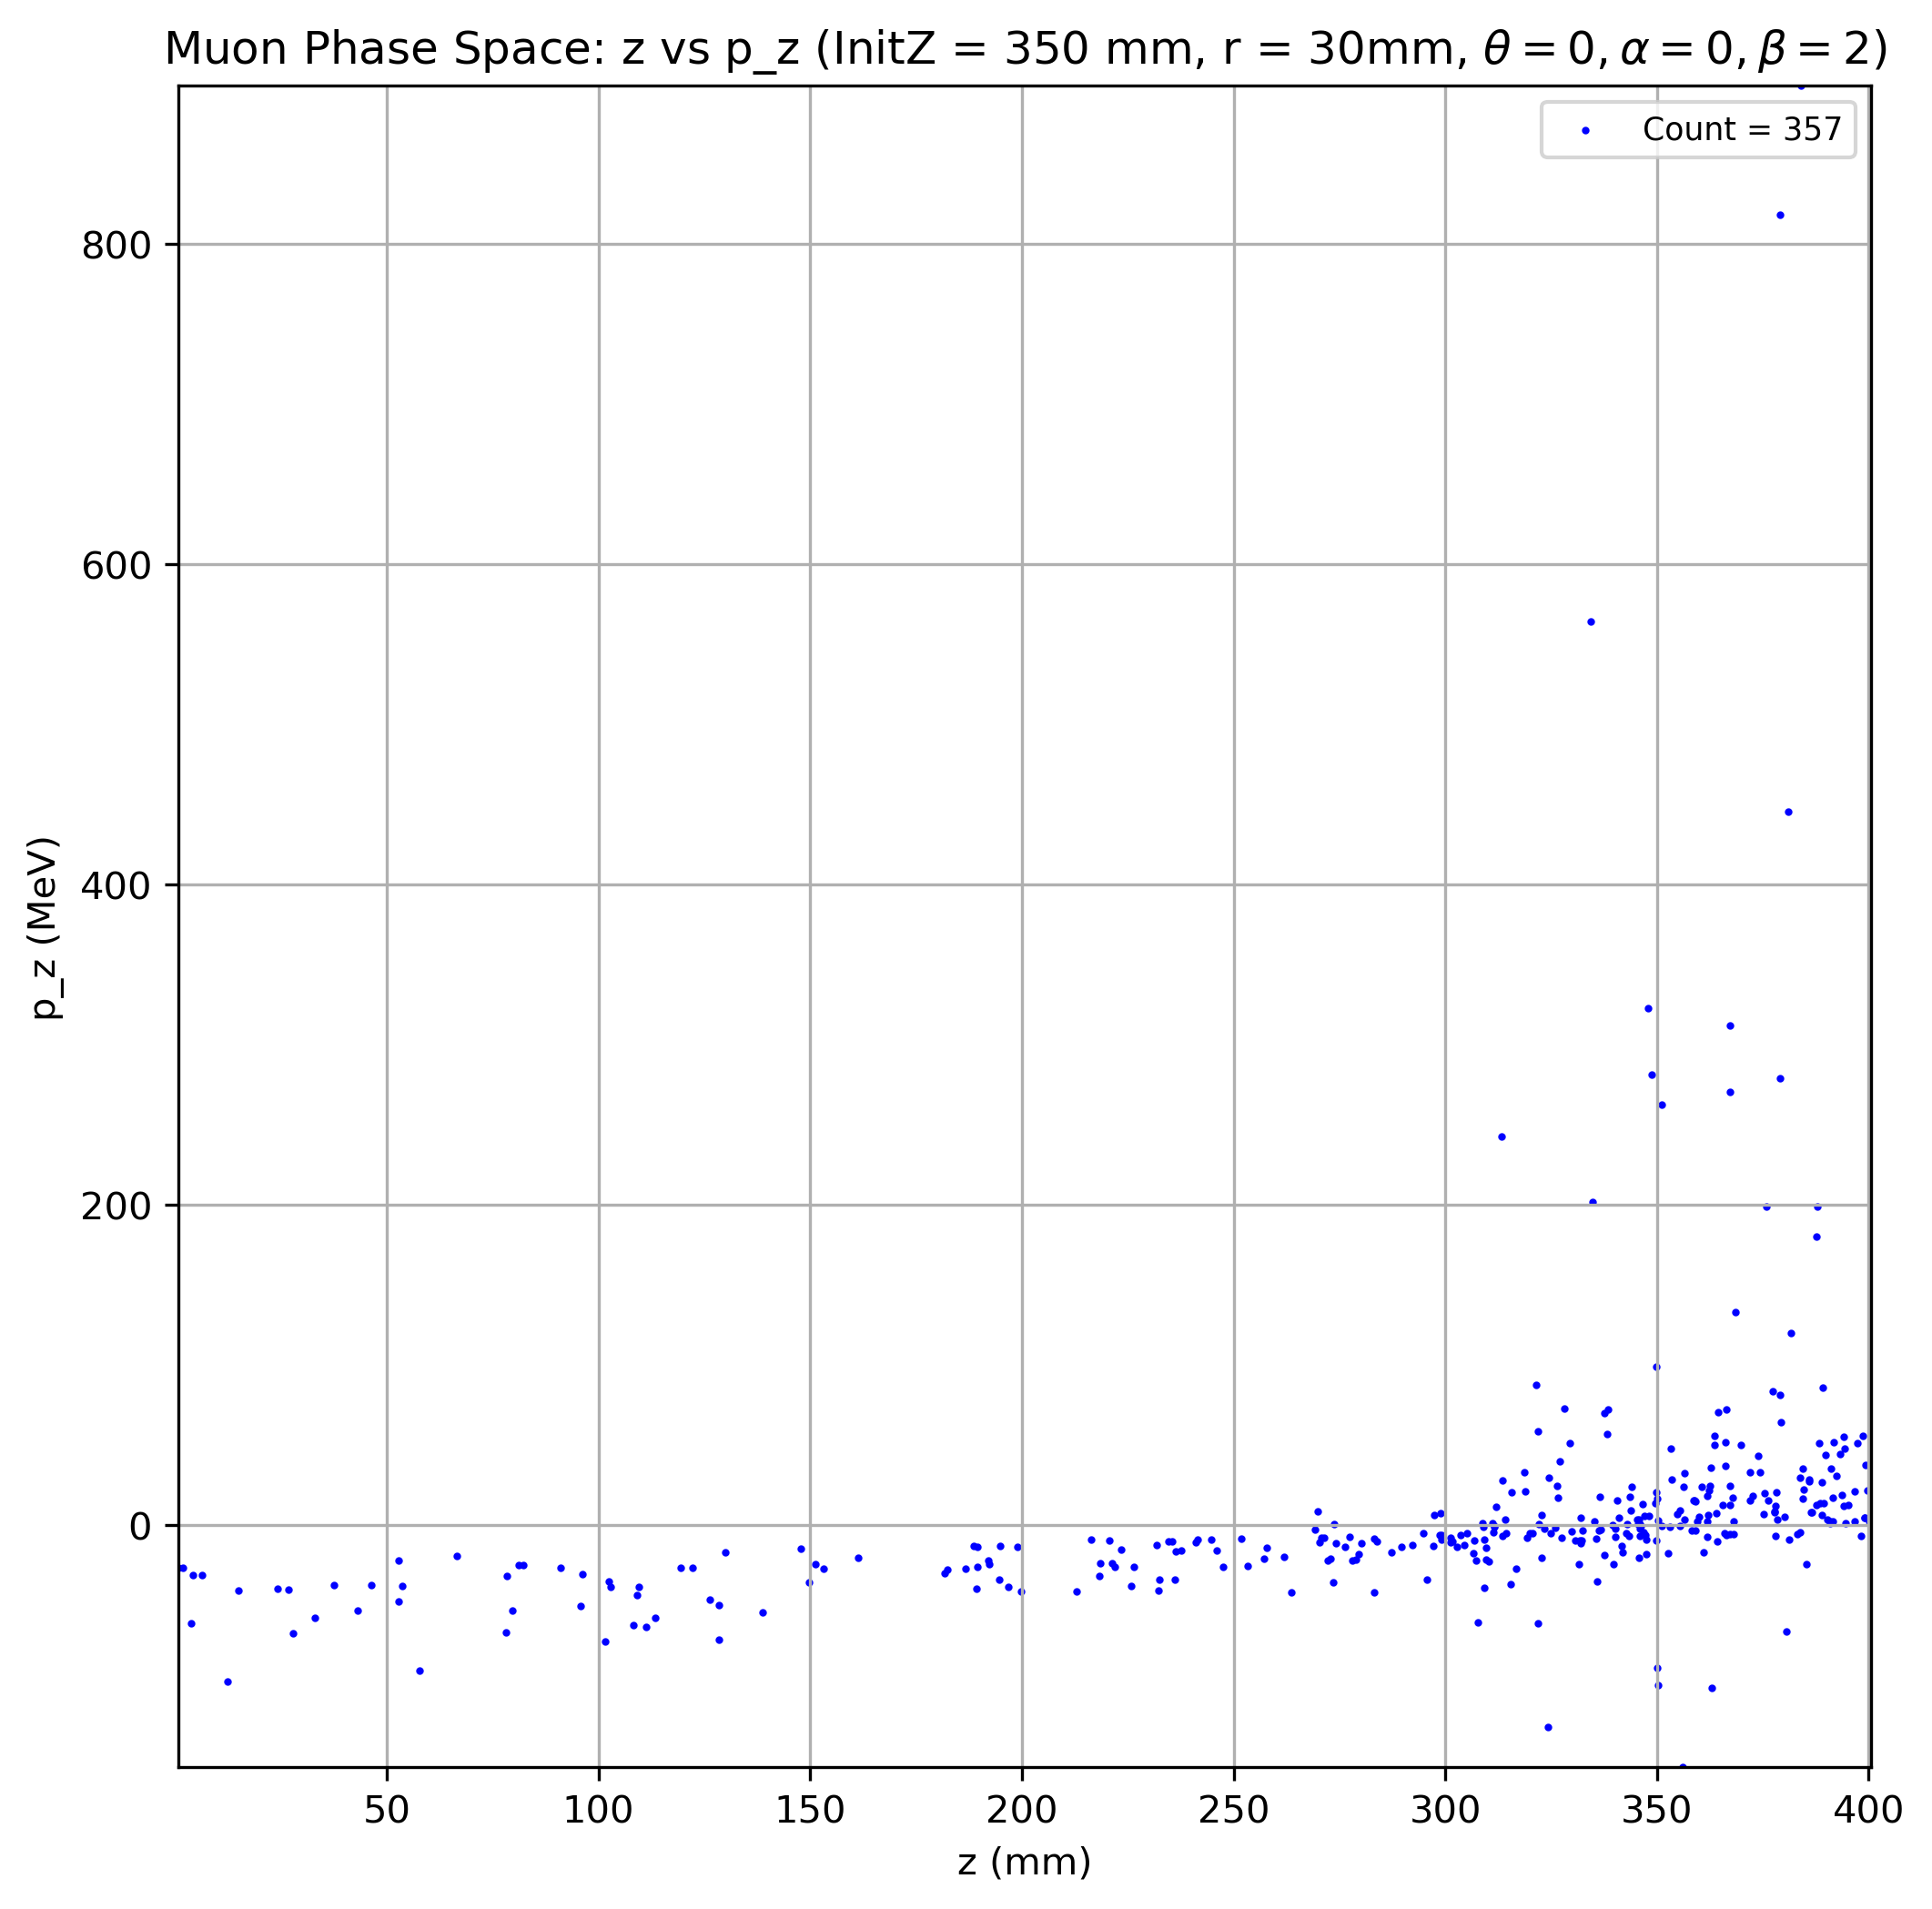 Muon Phase Space: z vs p_z (InitZ = 350 mm, r = 30mm, θ = 0, α = 0, β = 2)
Count = 357
800
600
400
200
0
p_z (MeV)
50 100 150 200 250 300 350 400
z (mm)